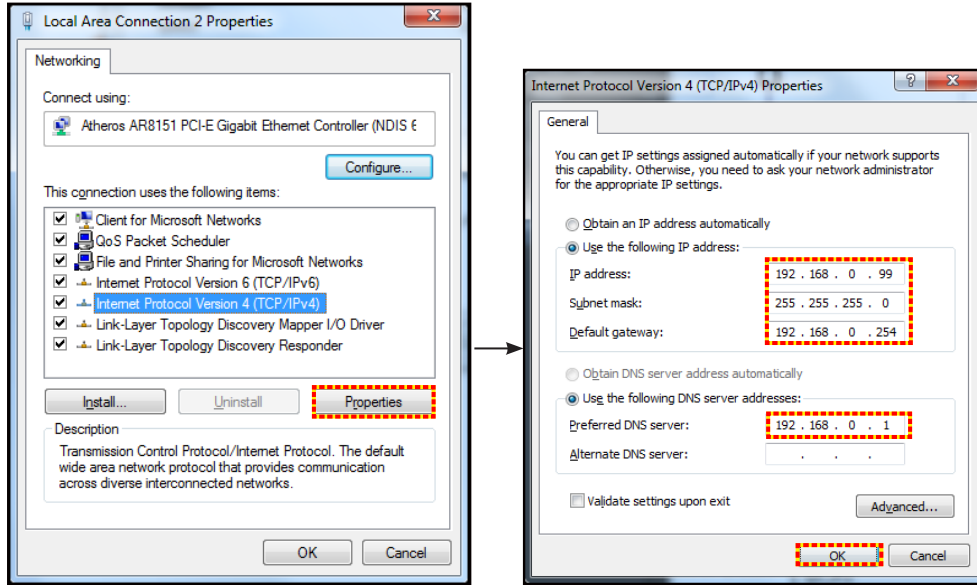 Local Area Connection 2 Properties
Networking
Connect using:
Atheros AR8151 PCI-E Gigabit Ethernet Controller (NDIS 6
Configure...
This connection uses the following items:
Client for Microsoft Networks
QoS Packet Scheduler
File and Printer Sharing for Microsoft Networks
Internet Protocol Version 6 (TCP/IPv6)
Internet Protocol Version 4 (TCP/IPv4)
Link-Layer Topology Discovery Mapper I/O Driver
Link-Layer Topology Discovery Responder
Install...
Uninstall
Properties
Description
Transmission Control Protocol/Internet Protocol. The default
wide area network protocol that provides communication
across diverse interconnected networks.
OK
Cancel
Internet Protocol Version 4 (TCP/IPv4) Properties
General
You can get IP settings assigned automatically if your network supports
this capability. Otherwise, you need to ask your network administrator
for the appropriate IP settings.
Obtain an IP address automatically
Use the following IP address:
IP address: 192 . 168 . 0 . 99
Subnet mask: 255 . 255 . 255 . 0
Default gateway: 192 . 168 . 0 . 254
Obtain DNS server address automatically
Use the following DNS server addresses:
Preferred DNS server: 192 . 168 . 0 . 1
Alternate DNS server: . . .
Validate settings upon exit
Advanced...
OK
Cancel